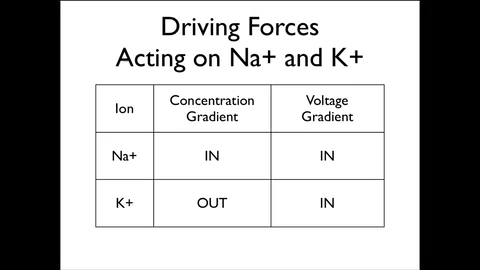 Driving Forces
Acting on Na+ and K+
Ion
Concentration
Gradient
Voltage
Gradient
Na+
IN
IN
K+
OUT
IN